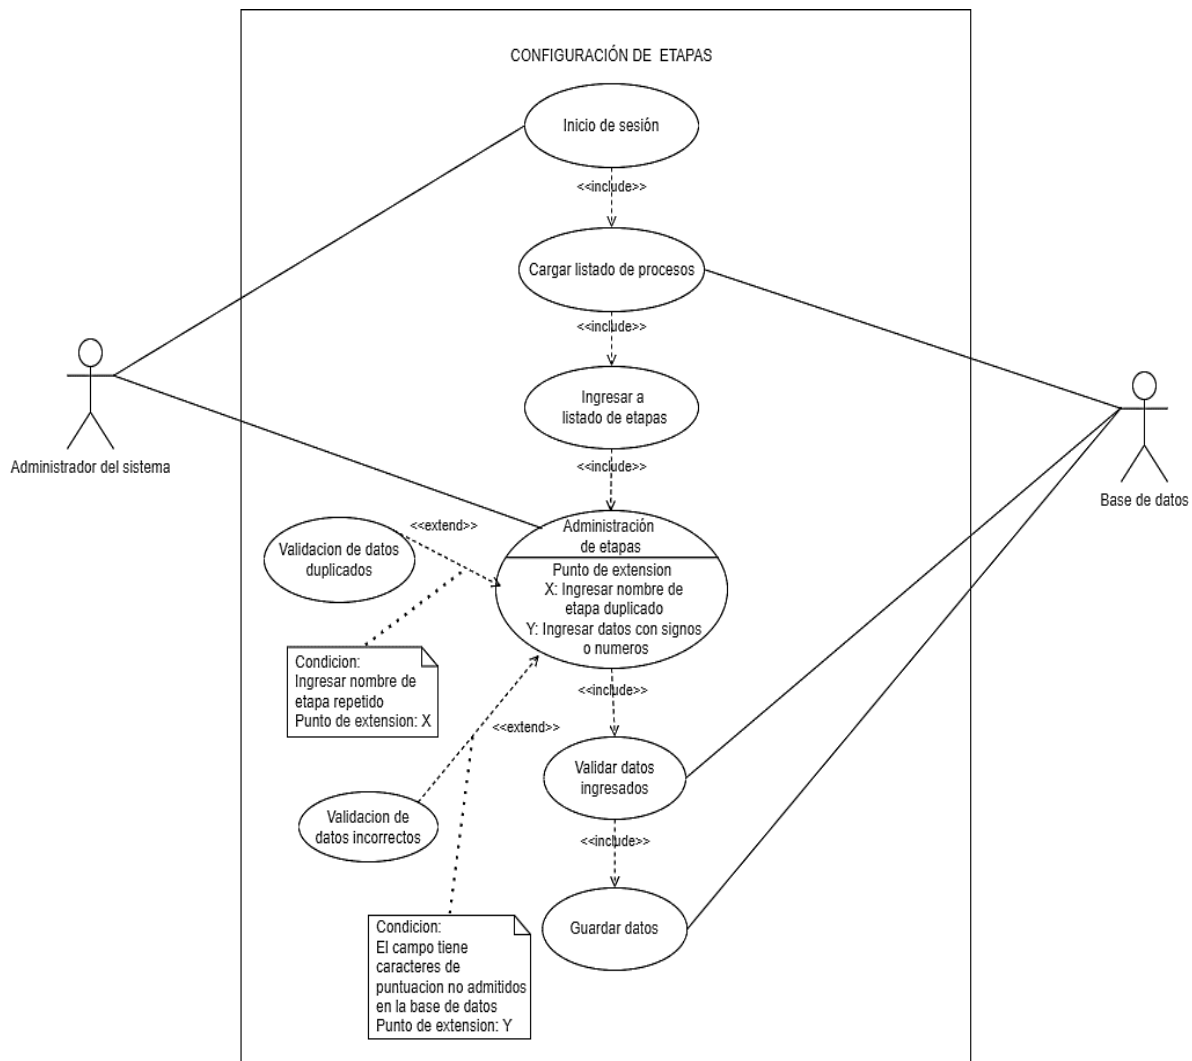 CONFIGURACIÓN DE ETAPAS
Inicio de sesión
<<include>>
Cargar listado de procesos
<<include>>
Ingresar a
listado de etapas
<<include>>
Administrador del sistema
Base de datos
<<extend>>
Validacion de datos
duplicados
Administración
de etapas
Punto de extension
X: Ingresar nombre de
etapa duplicado
Y: Ingresar datos con signos
o numeros
Condicion:
Ingresar nombre de
etapa repetido
Punto de extension: X
<<include>>
<<extend>>
Validar datos
ingresados
Validacion de
datos incorrectos
<<include>>
Guardar datos
Condicion:
El campo tiene
caracteres de
puntuacion no admitidos
en la base de datos
Punto de extension: Y